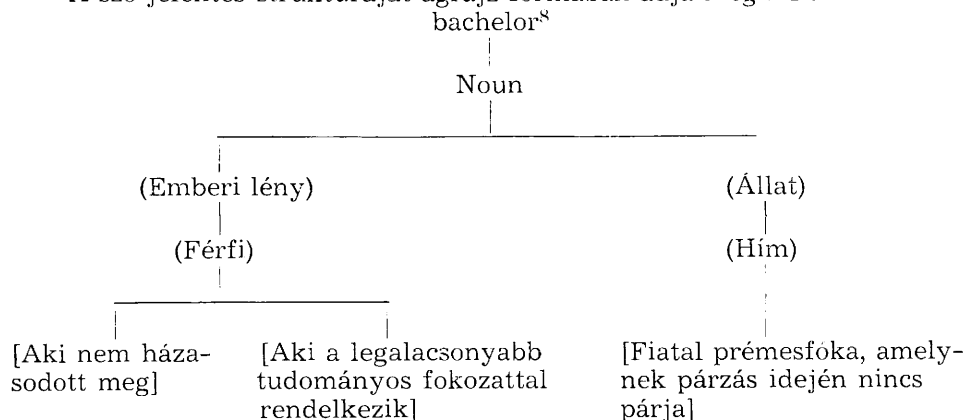 bachelor⁸
Noun
(Emberi lény) (Állat)
(Férfi) (Hím)
[Aki nem háza- [Aki a legalacsonyabb [Fiatal prémesfóka, amely-
sodott meg] tudományos fokozattal nek párzás idején nincs
rendelkezik] párja]